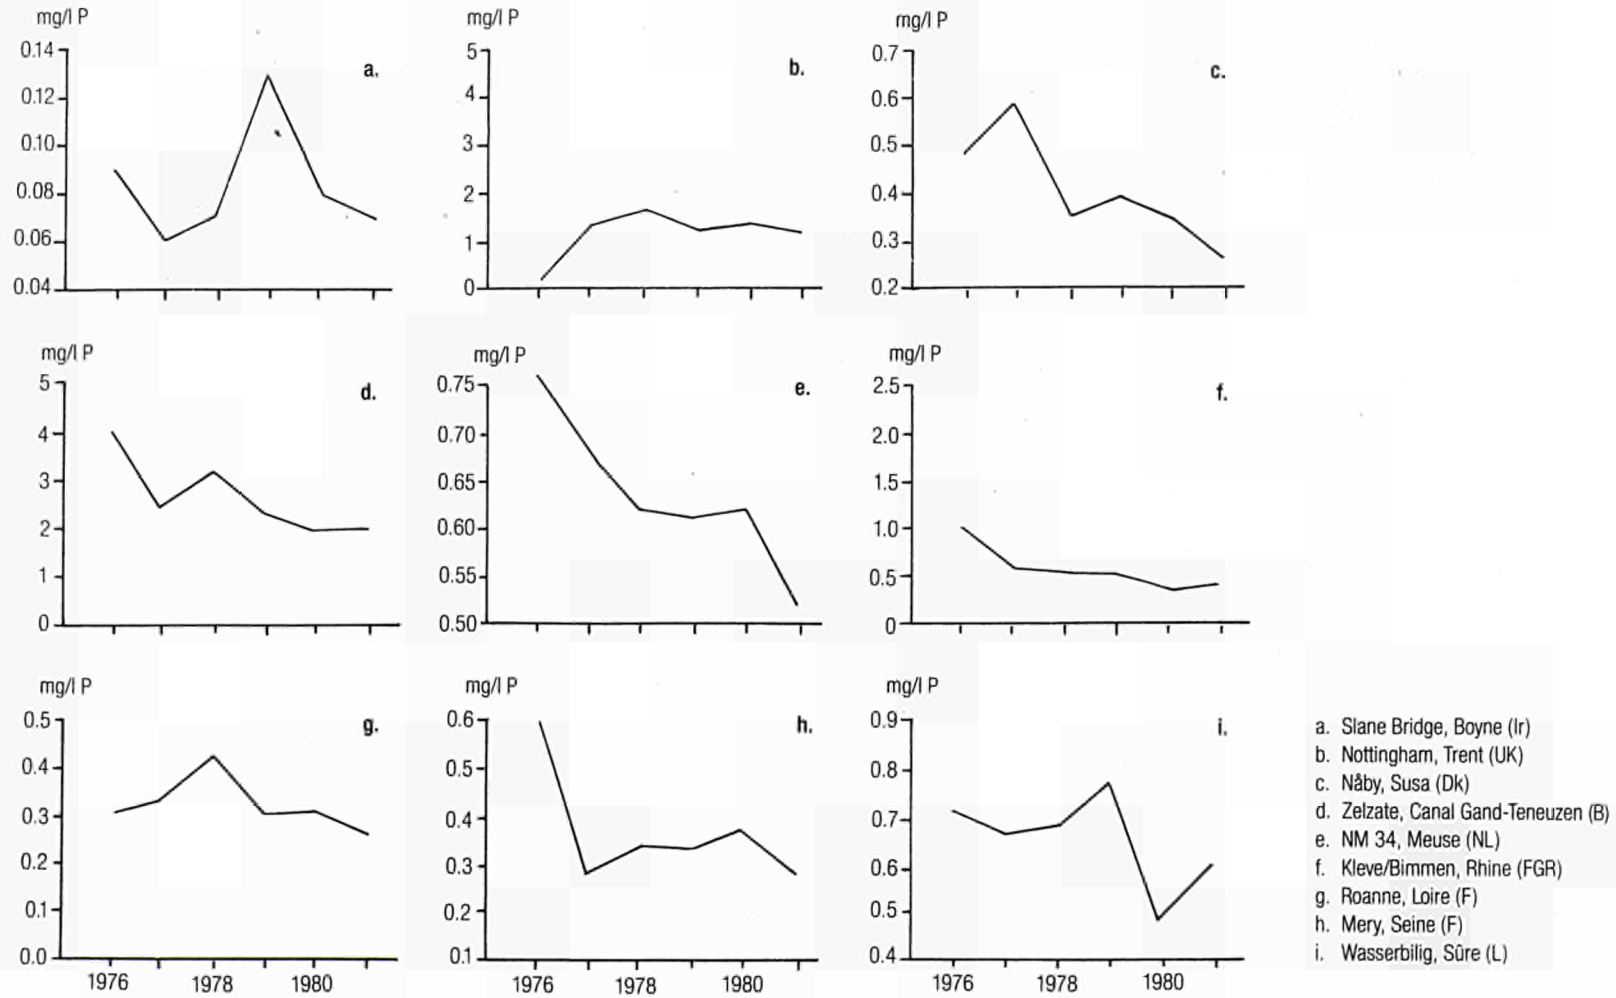 mg/l P
0.14
0.12
0.10
0.08
0.06
0.04
a.
mg/l P
5
4
3
2
1
0
b.
mg/l P
0.7
0.6
0.5
0.4
0.3
0.2
c.
mg/l P
5
4
3
2
1
0
d.
mg/l P
0.75
0.70
0.65
0.60
0.55
0.50
e.
mg/l P
2.5
2.0
1.5
1.0
0.5
0
f.
mg/l P
0.5
0.4
0.3
0.2
0.1
0.0
g.
1976 1978 1980
mg/l P
0.6
0.5
0.4
0.3
0.2
0.1
h.
1976 1978 1980
mg/l P
0.9
0.8
0.7
0.6
0.5
0.4
i.
1976 1978 1980
a. Slane Bridge, Boyne (Ir)
b. Nottingham, Trent (UK)
c. Nåby, Susa (Dk)
d. Zelzate, Canal Gand-Teneuzen (B)
e. NM 34, Meuse (NL)
f. Kleve/Bimmen, Rhine (FGR)
g. Roanne, Loire (F)
h. Mery, Seine (F)
i. Wasserbilig, Sûre (L)